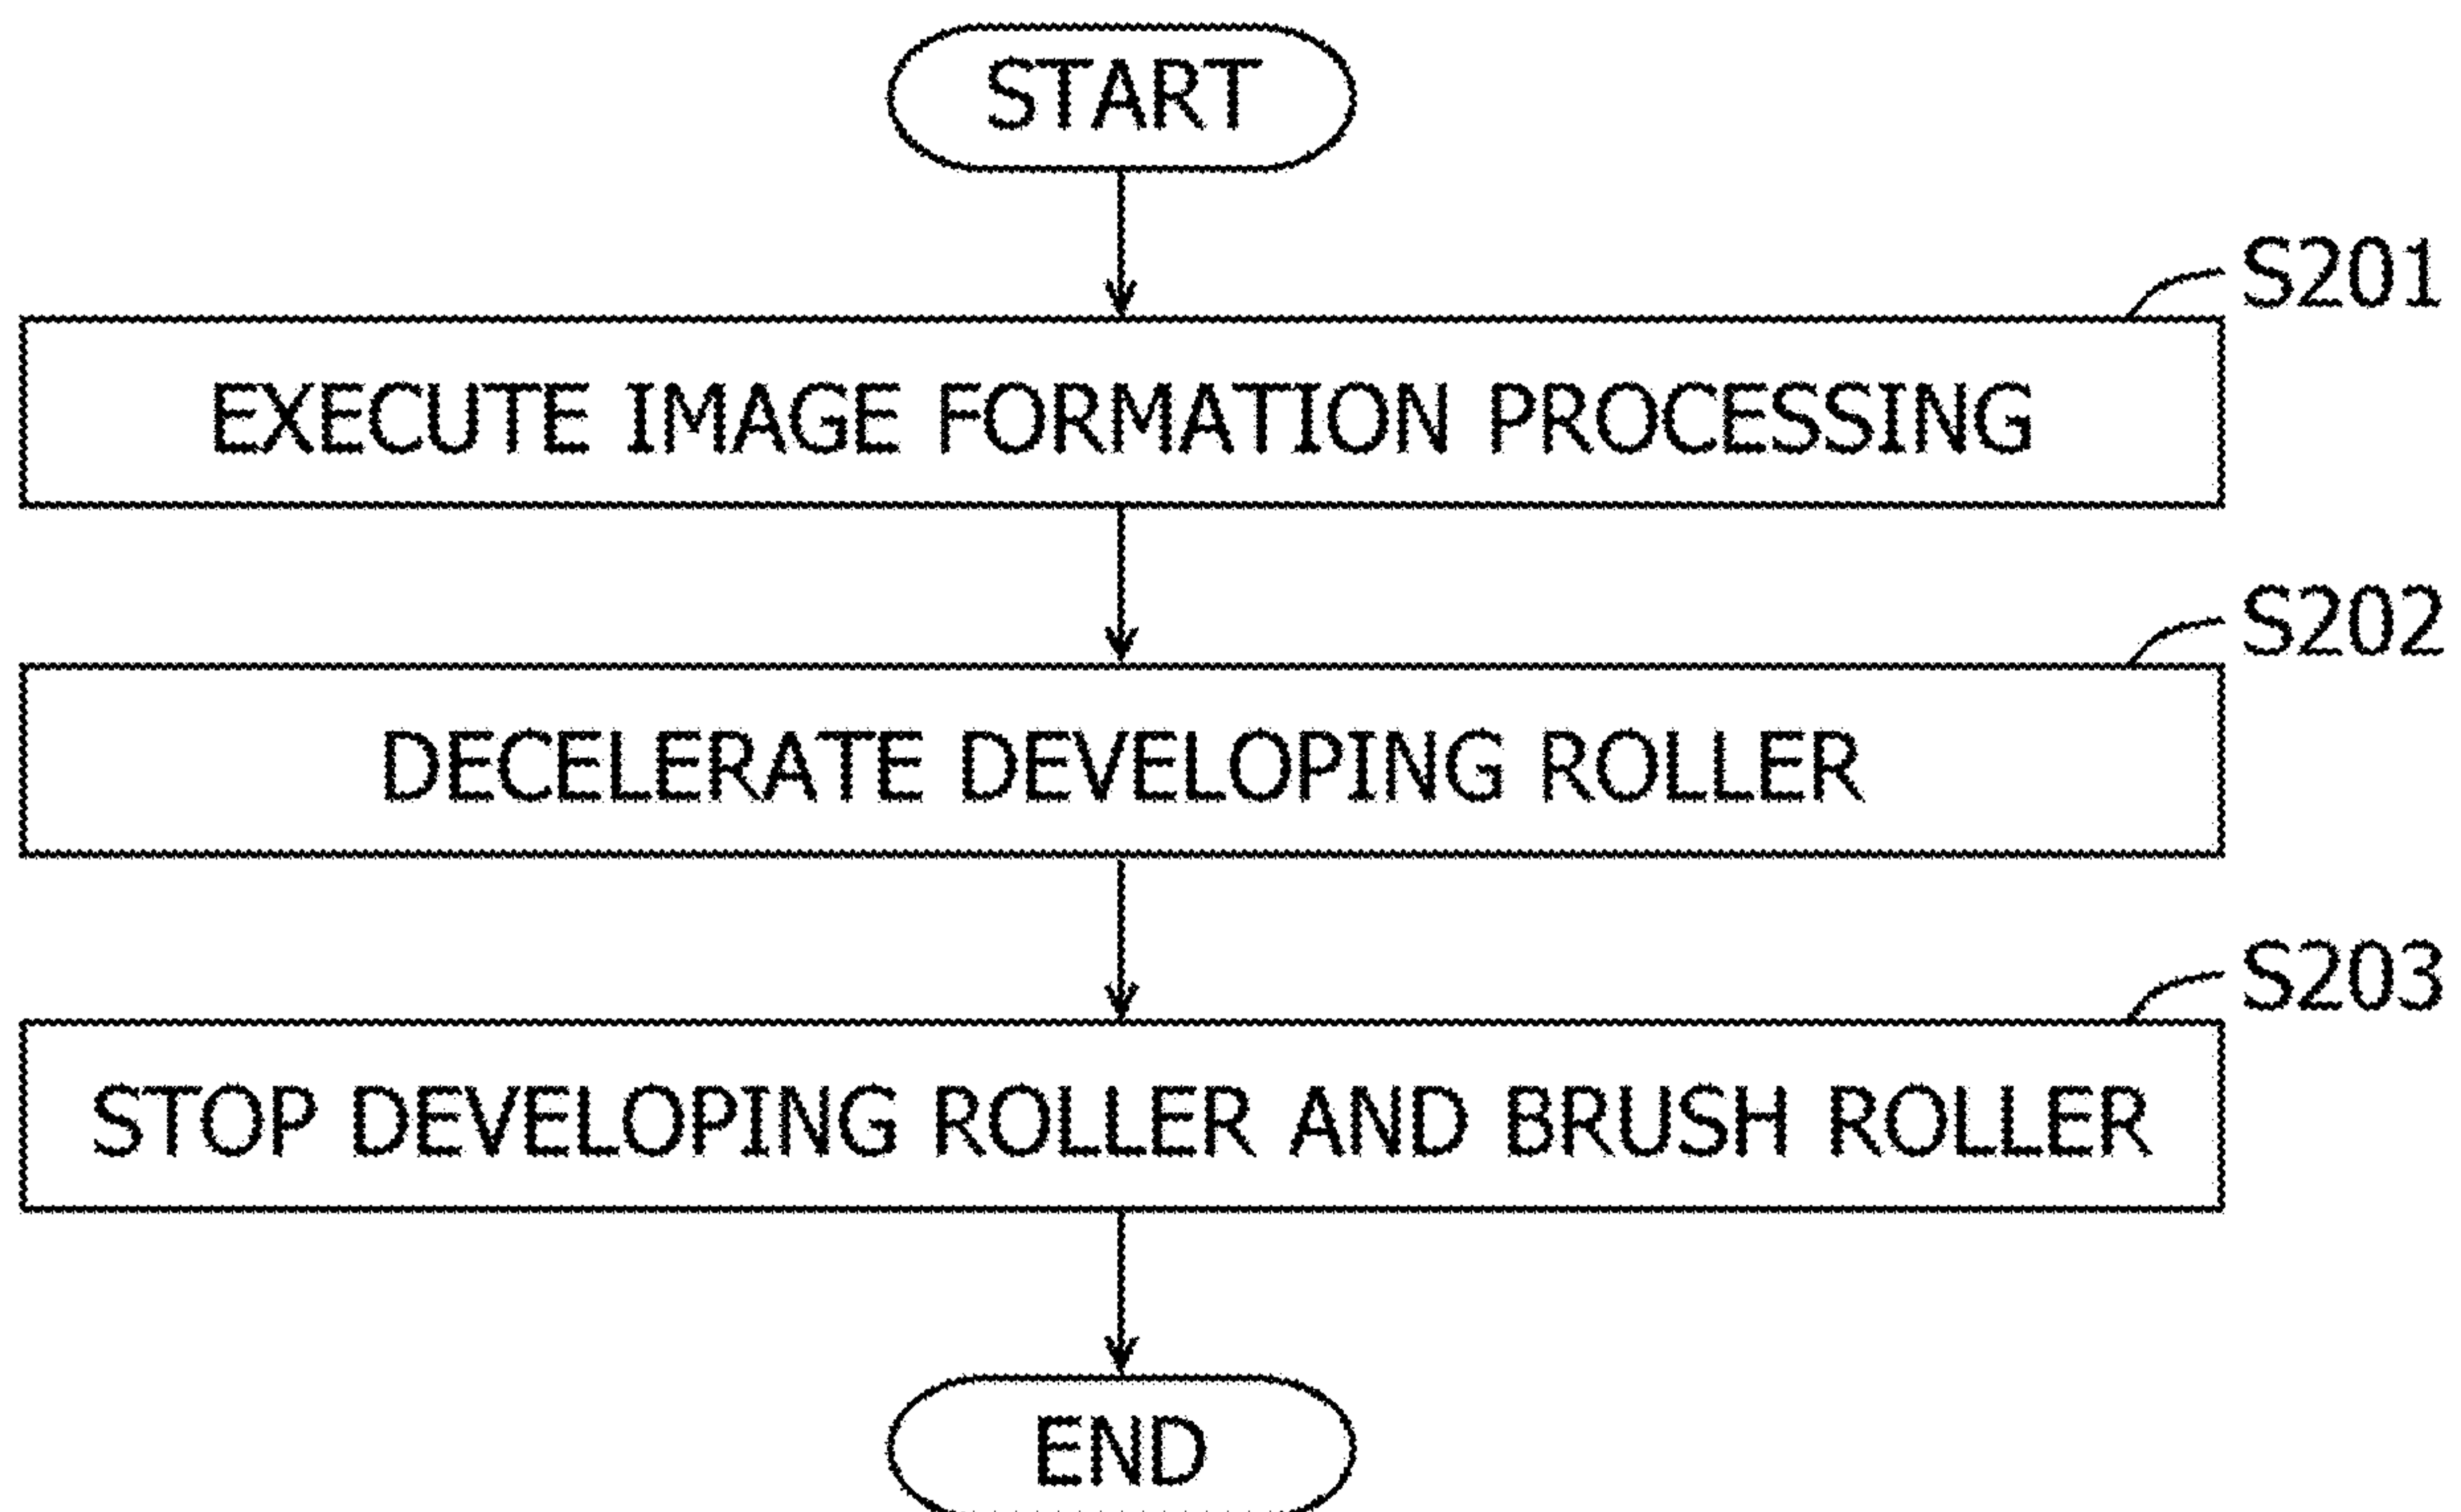 START
S201
EXECUTE IMAGE FORMATION PROCESSING
S202
DECELERATE DEVELOPING ROLLER
S203
STOP DEVELOPING ROLLER AND BRUSH ROLLER
END